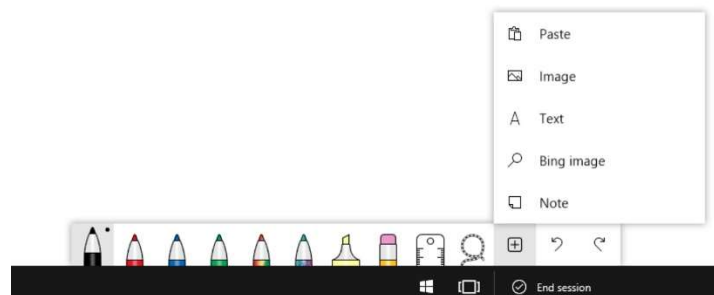 Paste
Image
Text
Bing image
Note
End session